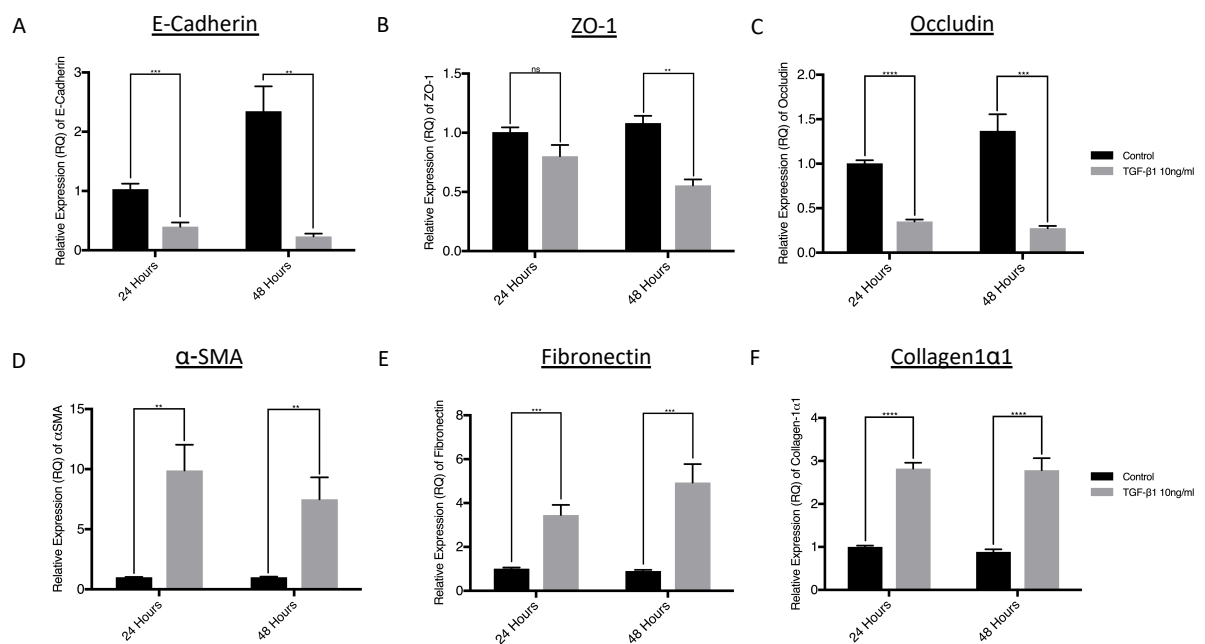 A
E-Cadherin
Relative Expression (RQ) of E-Cadherin
3
2
1
0
***
**
24 Hours
48 Hours
B
ZO-1
Relative Expression (RQ) of ZO-1
1.5
1.0
0.5
0.0
ns
**
24 Hours
48 Hours
C
Occludin
Relative Expreession (RQ) of Occludin
2.0
1.5
1.0
0.5
0.0
****
***
24 Hours
48 Hours
Control
TGF-β1 10ng/ml
D
α-SMA
Relative Expression (RQ) of αSMA
15
10
5
0
**
**
24 Hours
48 Hours
E
Fibronectin
Relative Expression (RQ) of Fibronectin
8
6
4
2
0
***
***
24 Hours
48 Hours
F
Collagen1α1
Relative Expression (RQ) of Collagen-1α1
4
3
2
1
0
****
****
24 Hours
48 Hours
Control
TGF-β1 10ng/ml